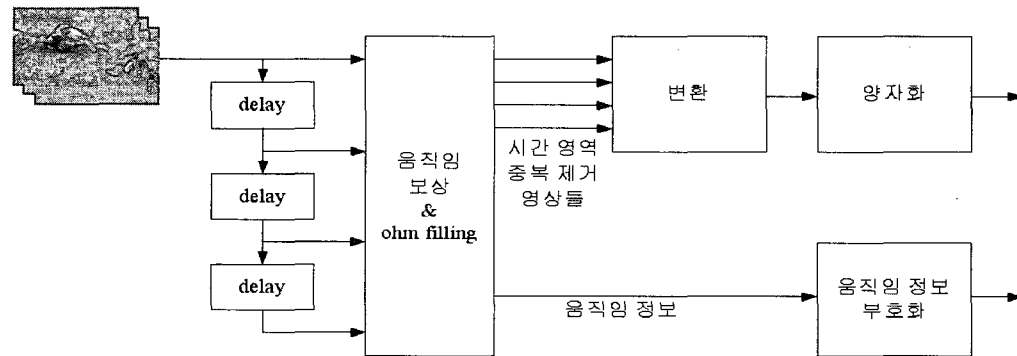 delay
delay
delay
움직임
보상
&
ohm filling
시간 영역
중복 제거
영상들
변환
양자화
움직임 정보
움직임 정보
부호화